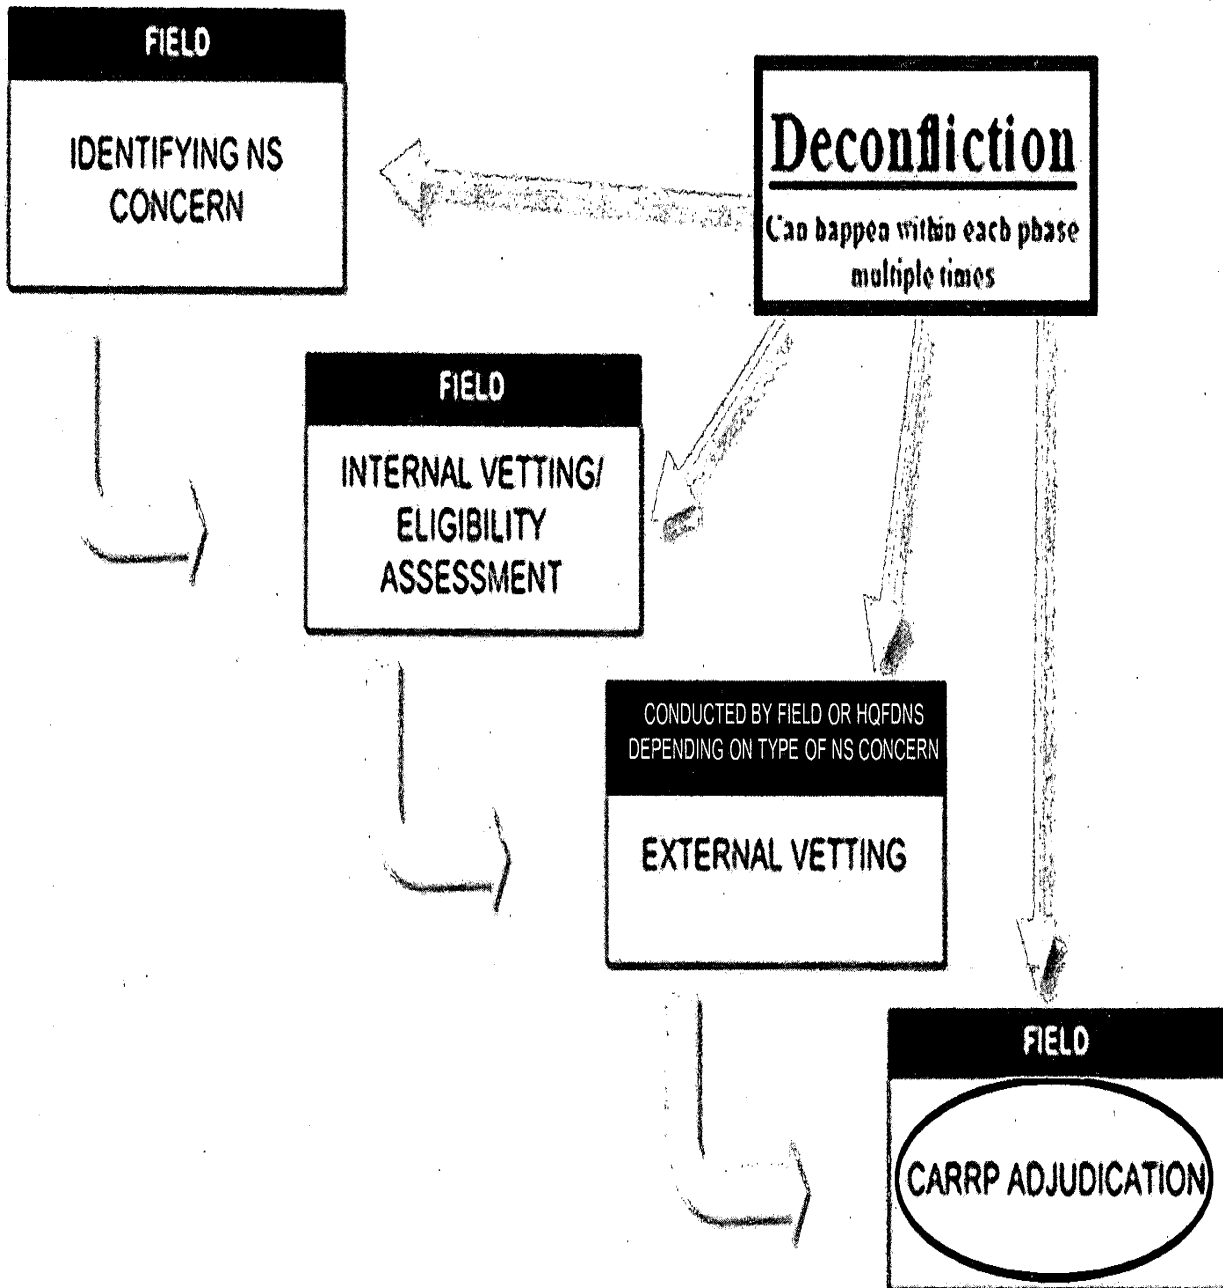 FIELD
IDENTIFYING NS
CONCERN
Deconfliction
Can happen within each phase
multiple times
FIELD
INTERNAL VETTING/
ELIGIBILITY
ASSESSMENT
CONDUCTED BY FIELD OR HQFDNS
DEPENDING ON TYPE OF NS CONCERN
EXTERNAL VETTING
FIELD
CARRP ADJUDICATION